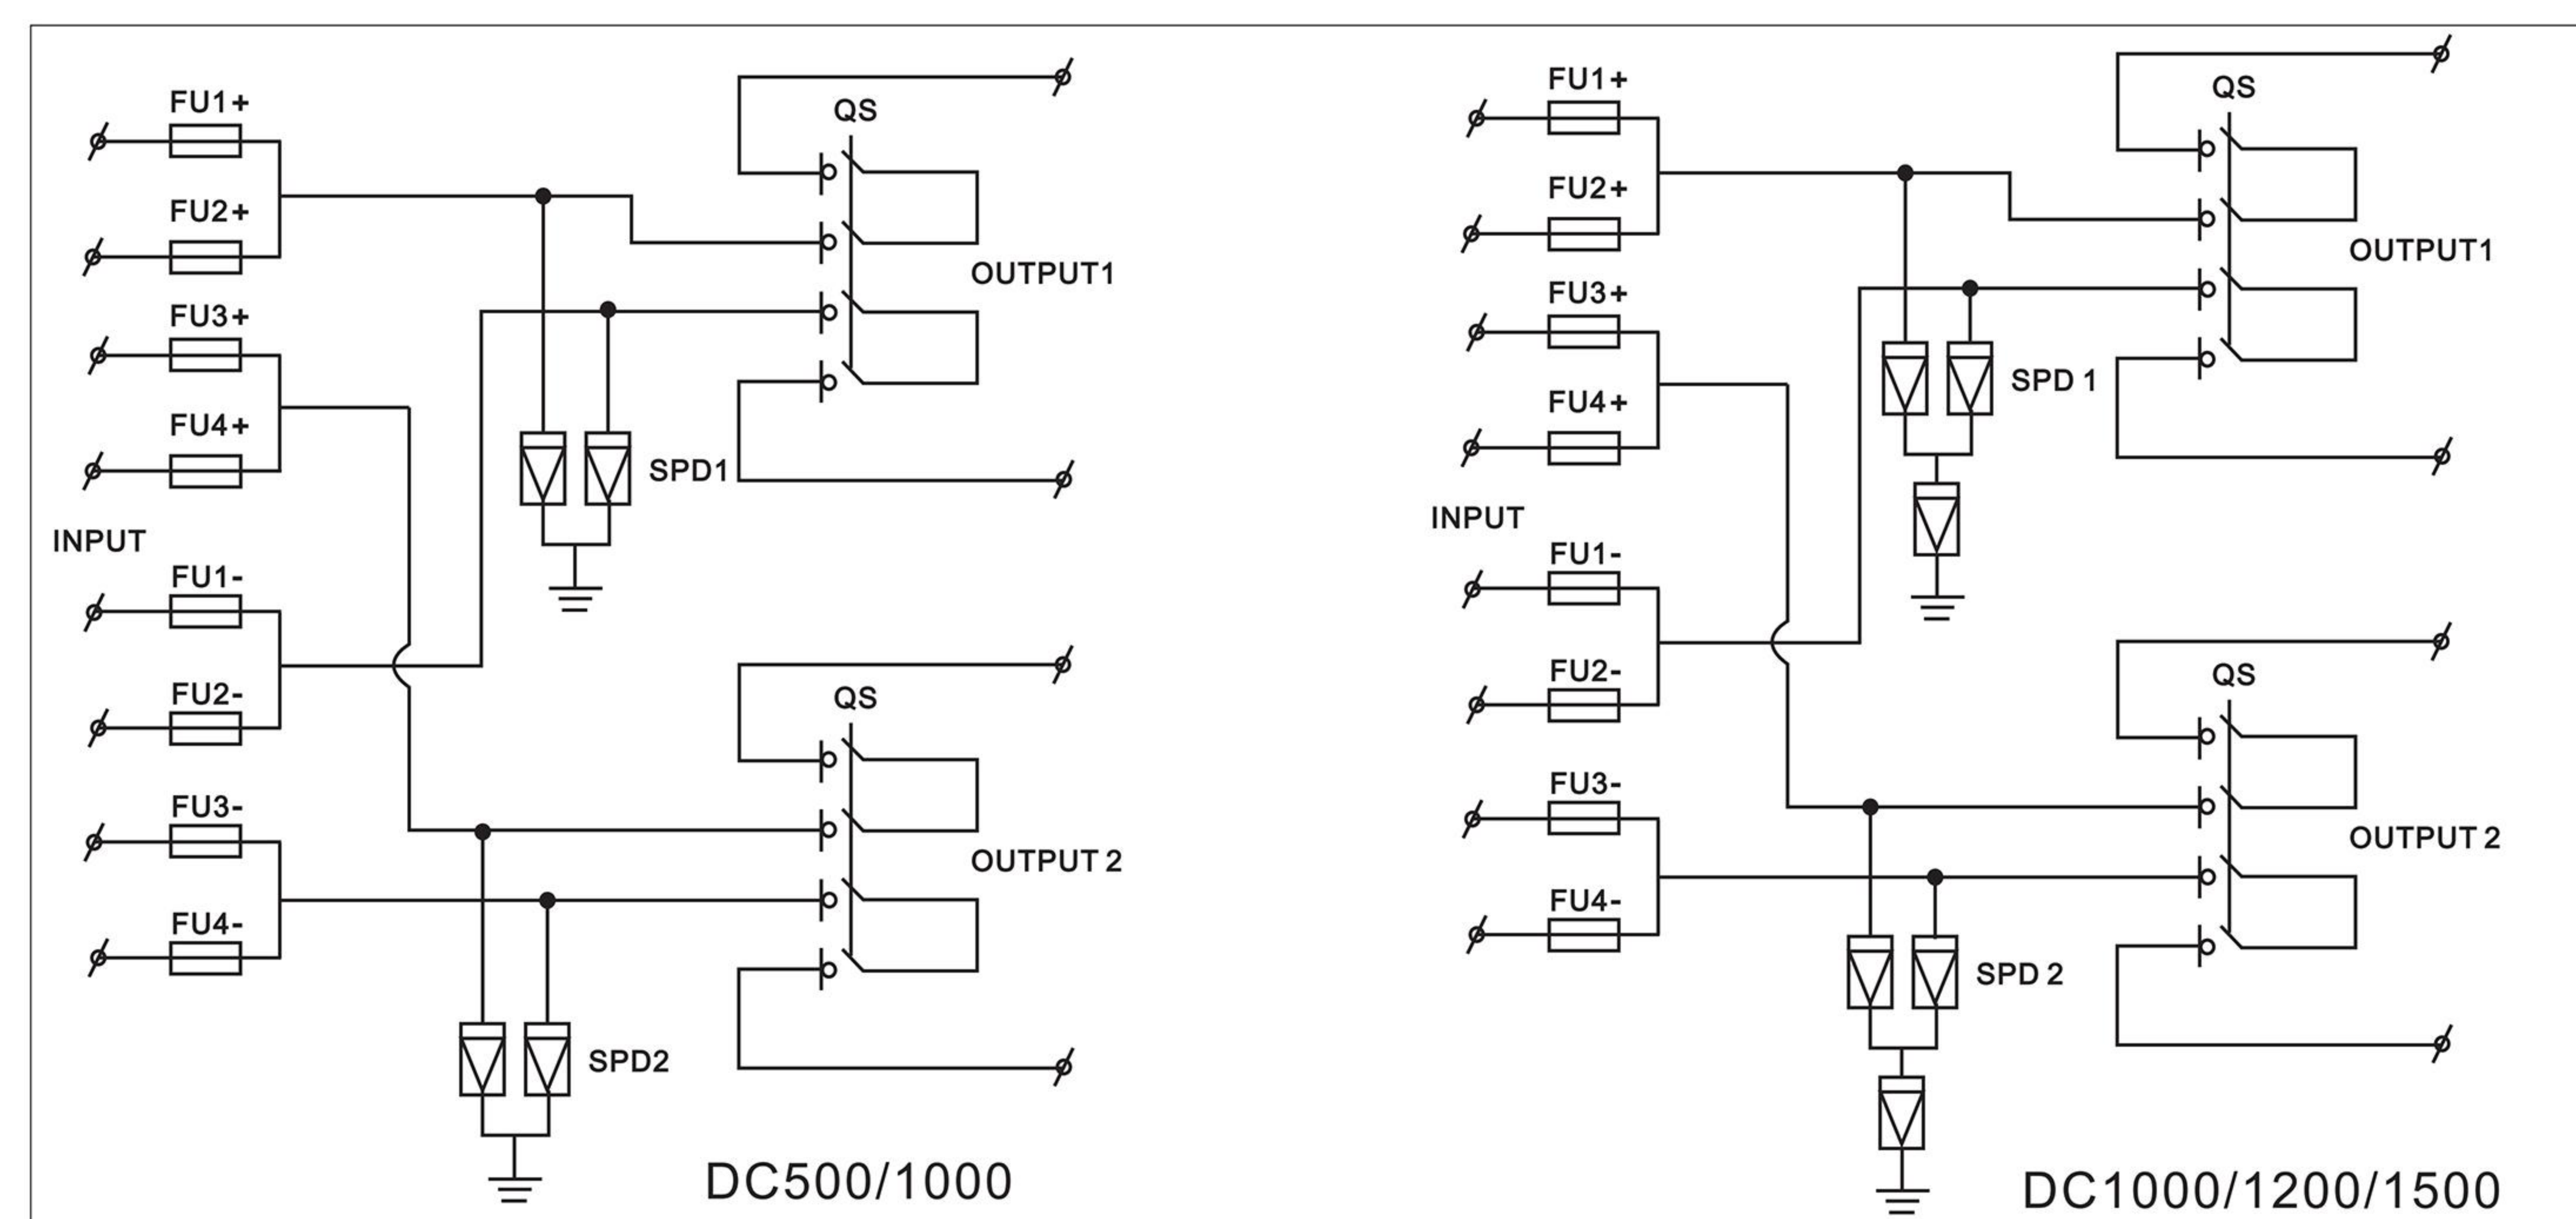 FU1+
FU2+
FU3+
FU4+
INPUT
FU1-
FU2-
FU3-
FU4-
QS
OUTPUT1
SPD1
QS
OUTPUT 2
SPD2
DC500/1000
FU1+
FU2+
FU3+
FU4+
INPUT
FU1-
FU2-
FU3-
FU4-
QS
OUTPUT1
SPD 1
QS
OUTPUT 2
SPD 2
DC1000/1200/1500